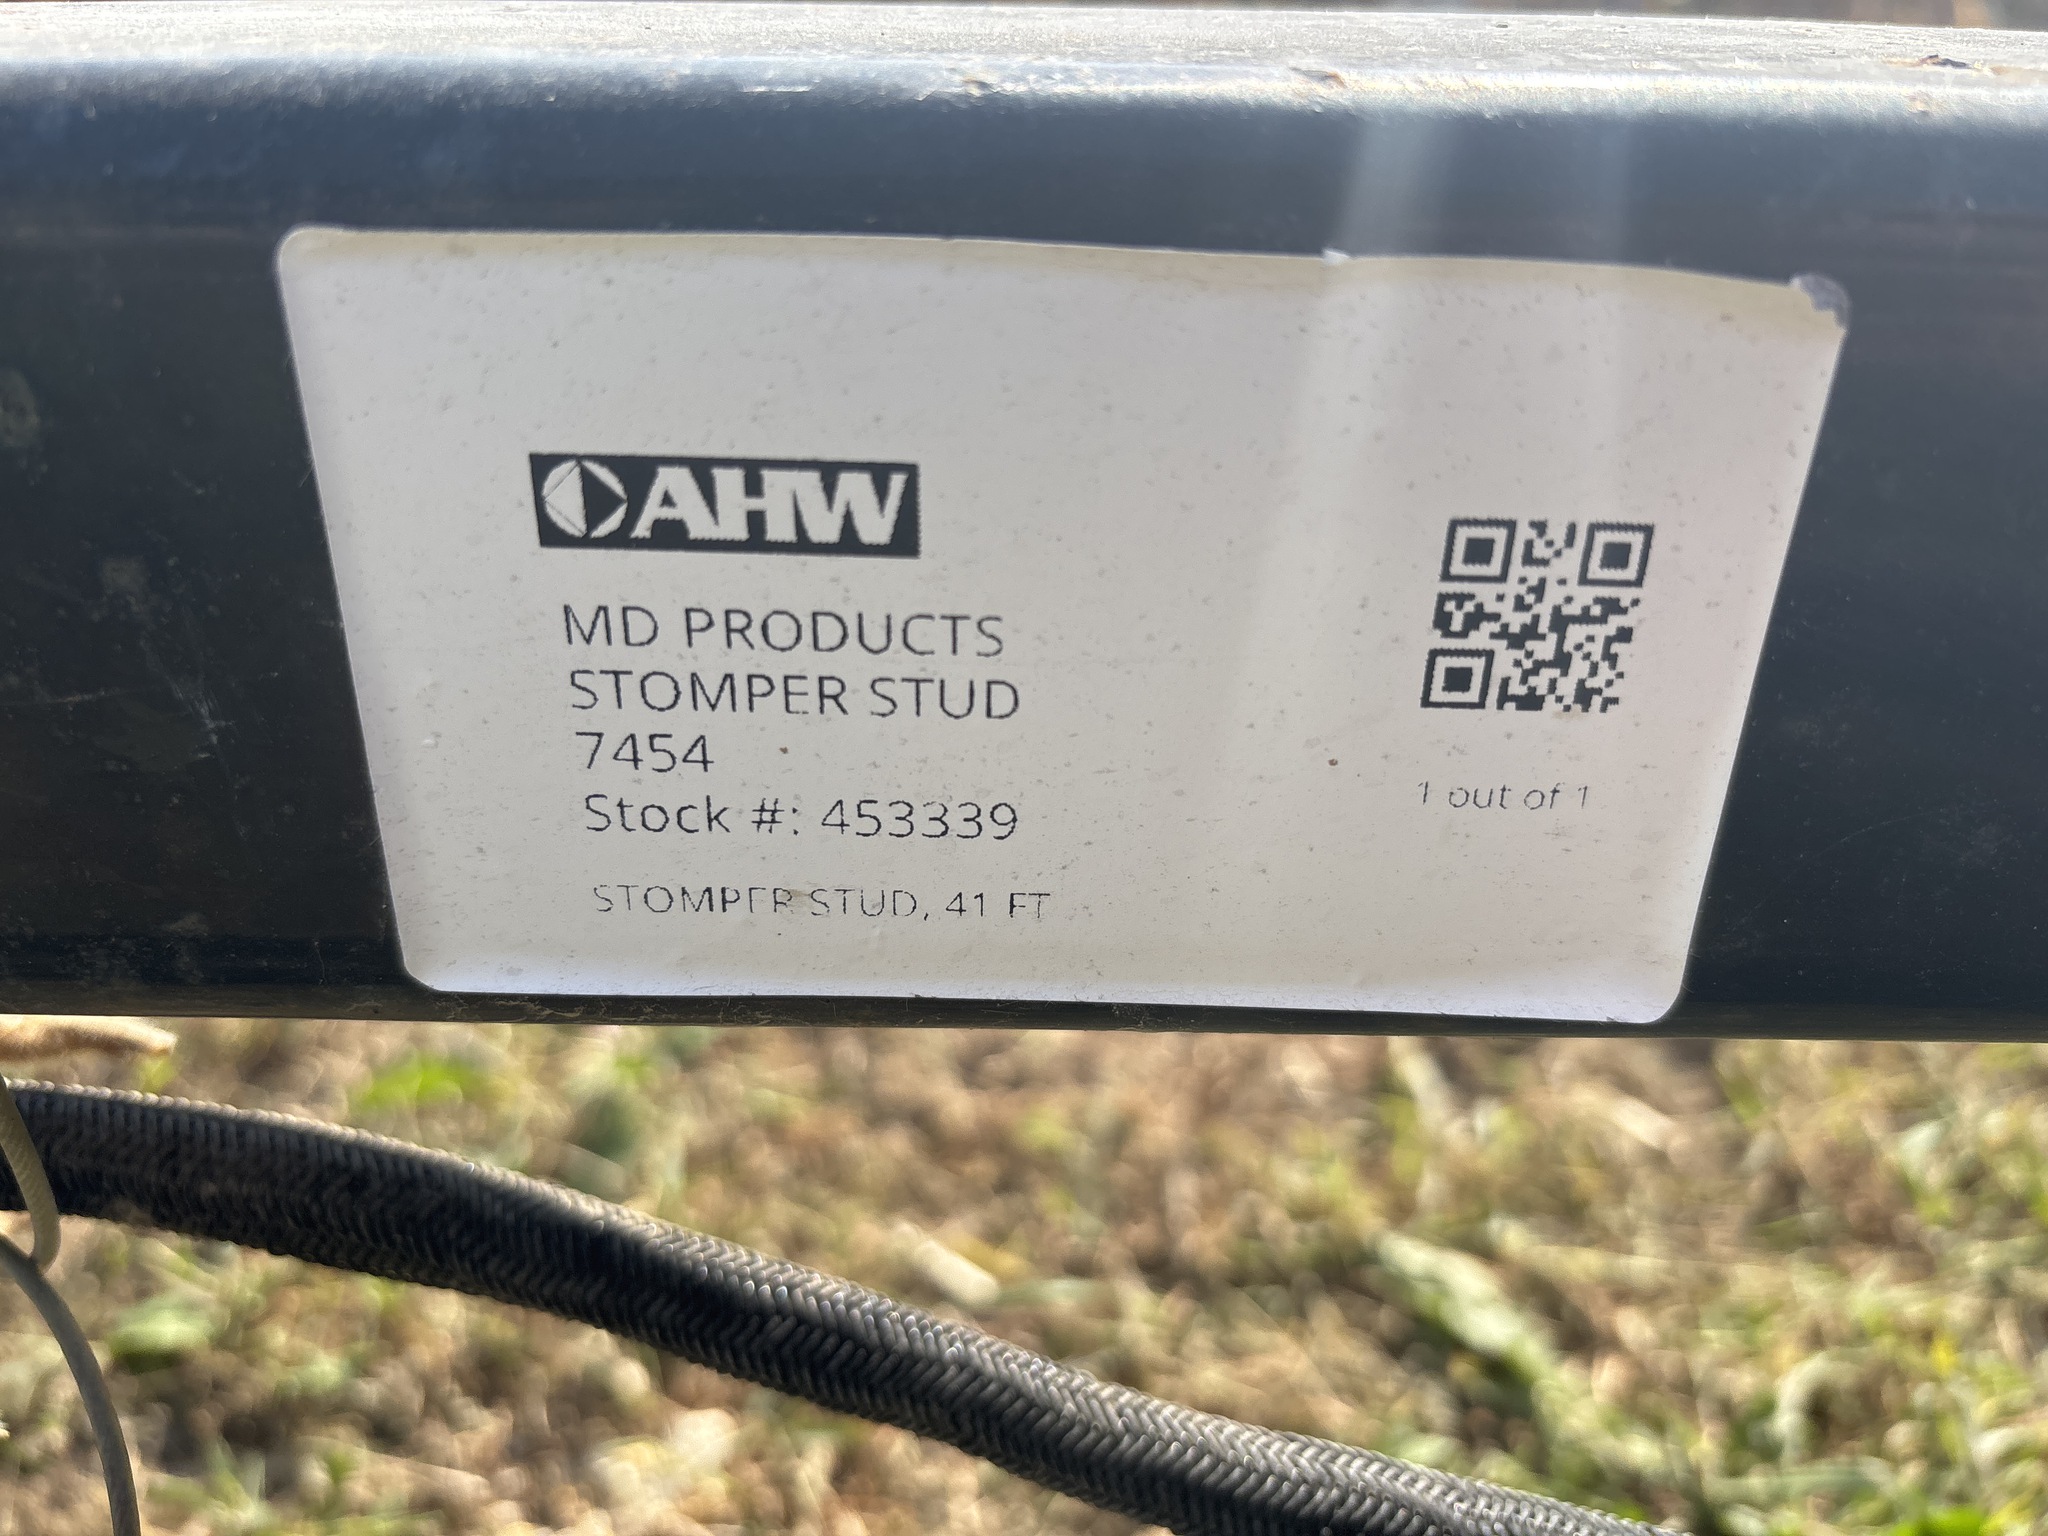 AHW
MD PRODUCTS
STOMPER STUD
7454
Stock #: 453339
STOMPER STUD, 41 FT
1 out of 1